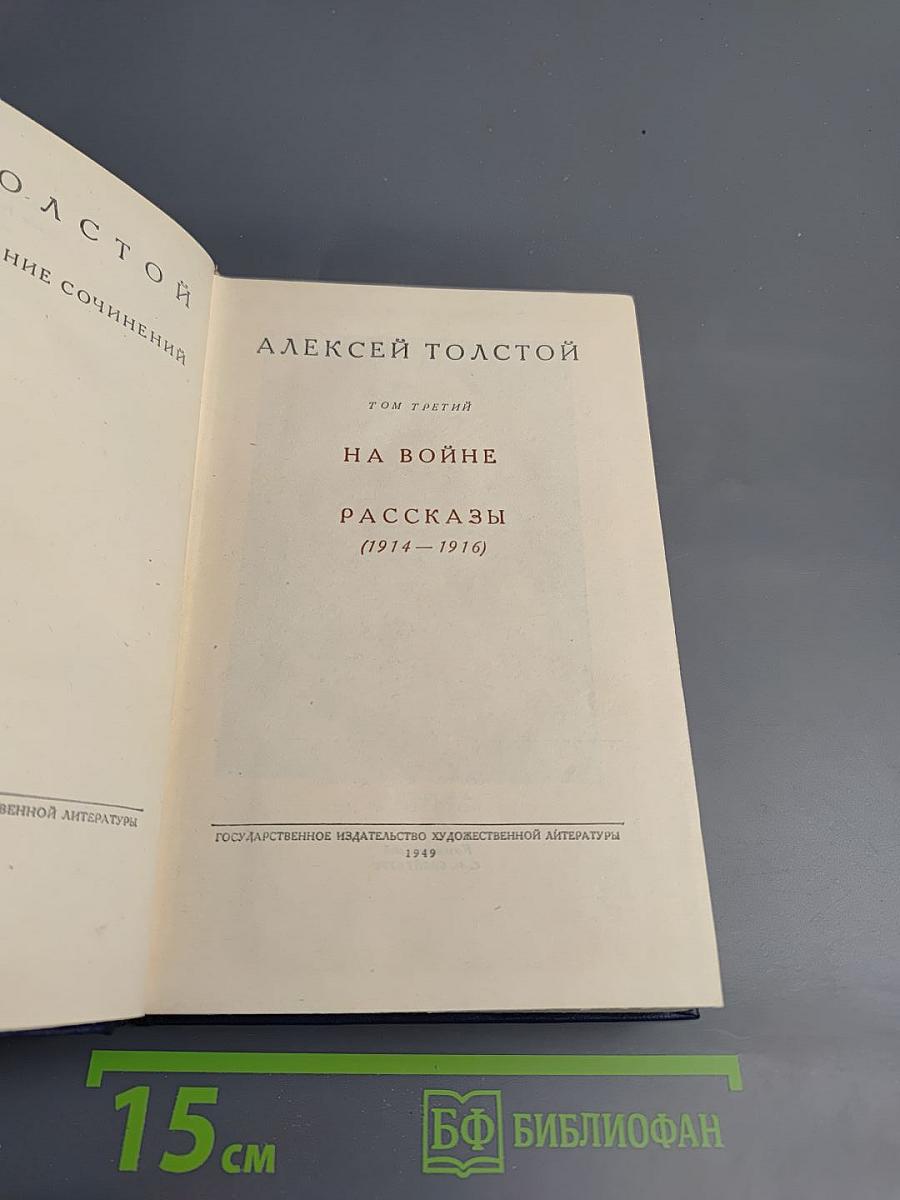 ОЛСТОЙ
НИЕ СОЧИНЕНИЙ
ВЕННОЙ ЛИТЕРАТУРЫ
АЛЕКСЕЙ ТОЛСТОЙ
ТОМ ТРЕТИЙ
НА ВОЙНЕ
РАССКАЗЫ
(1914—1916)
ГОСУДАРСТВЕННОЕ ИЗДАТЕЛЬСТВО ХУДОЖЕСТВЕННОЙ ЛИТЕРАТУРЫ
1949
15 см
БФ БИБЛИОФАН